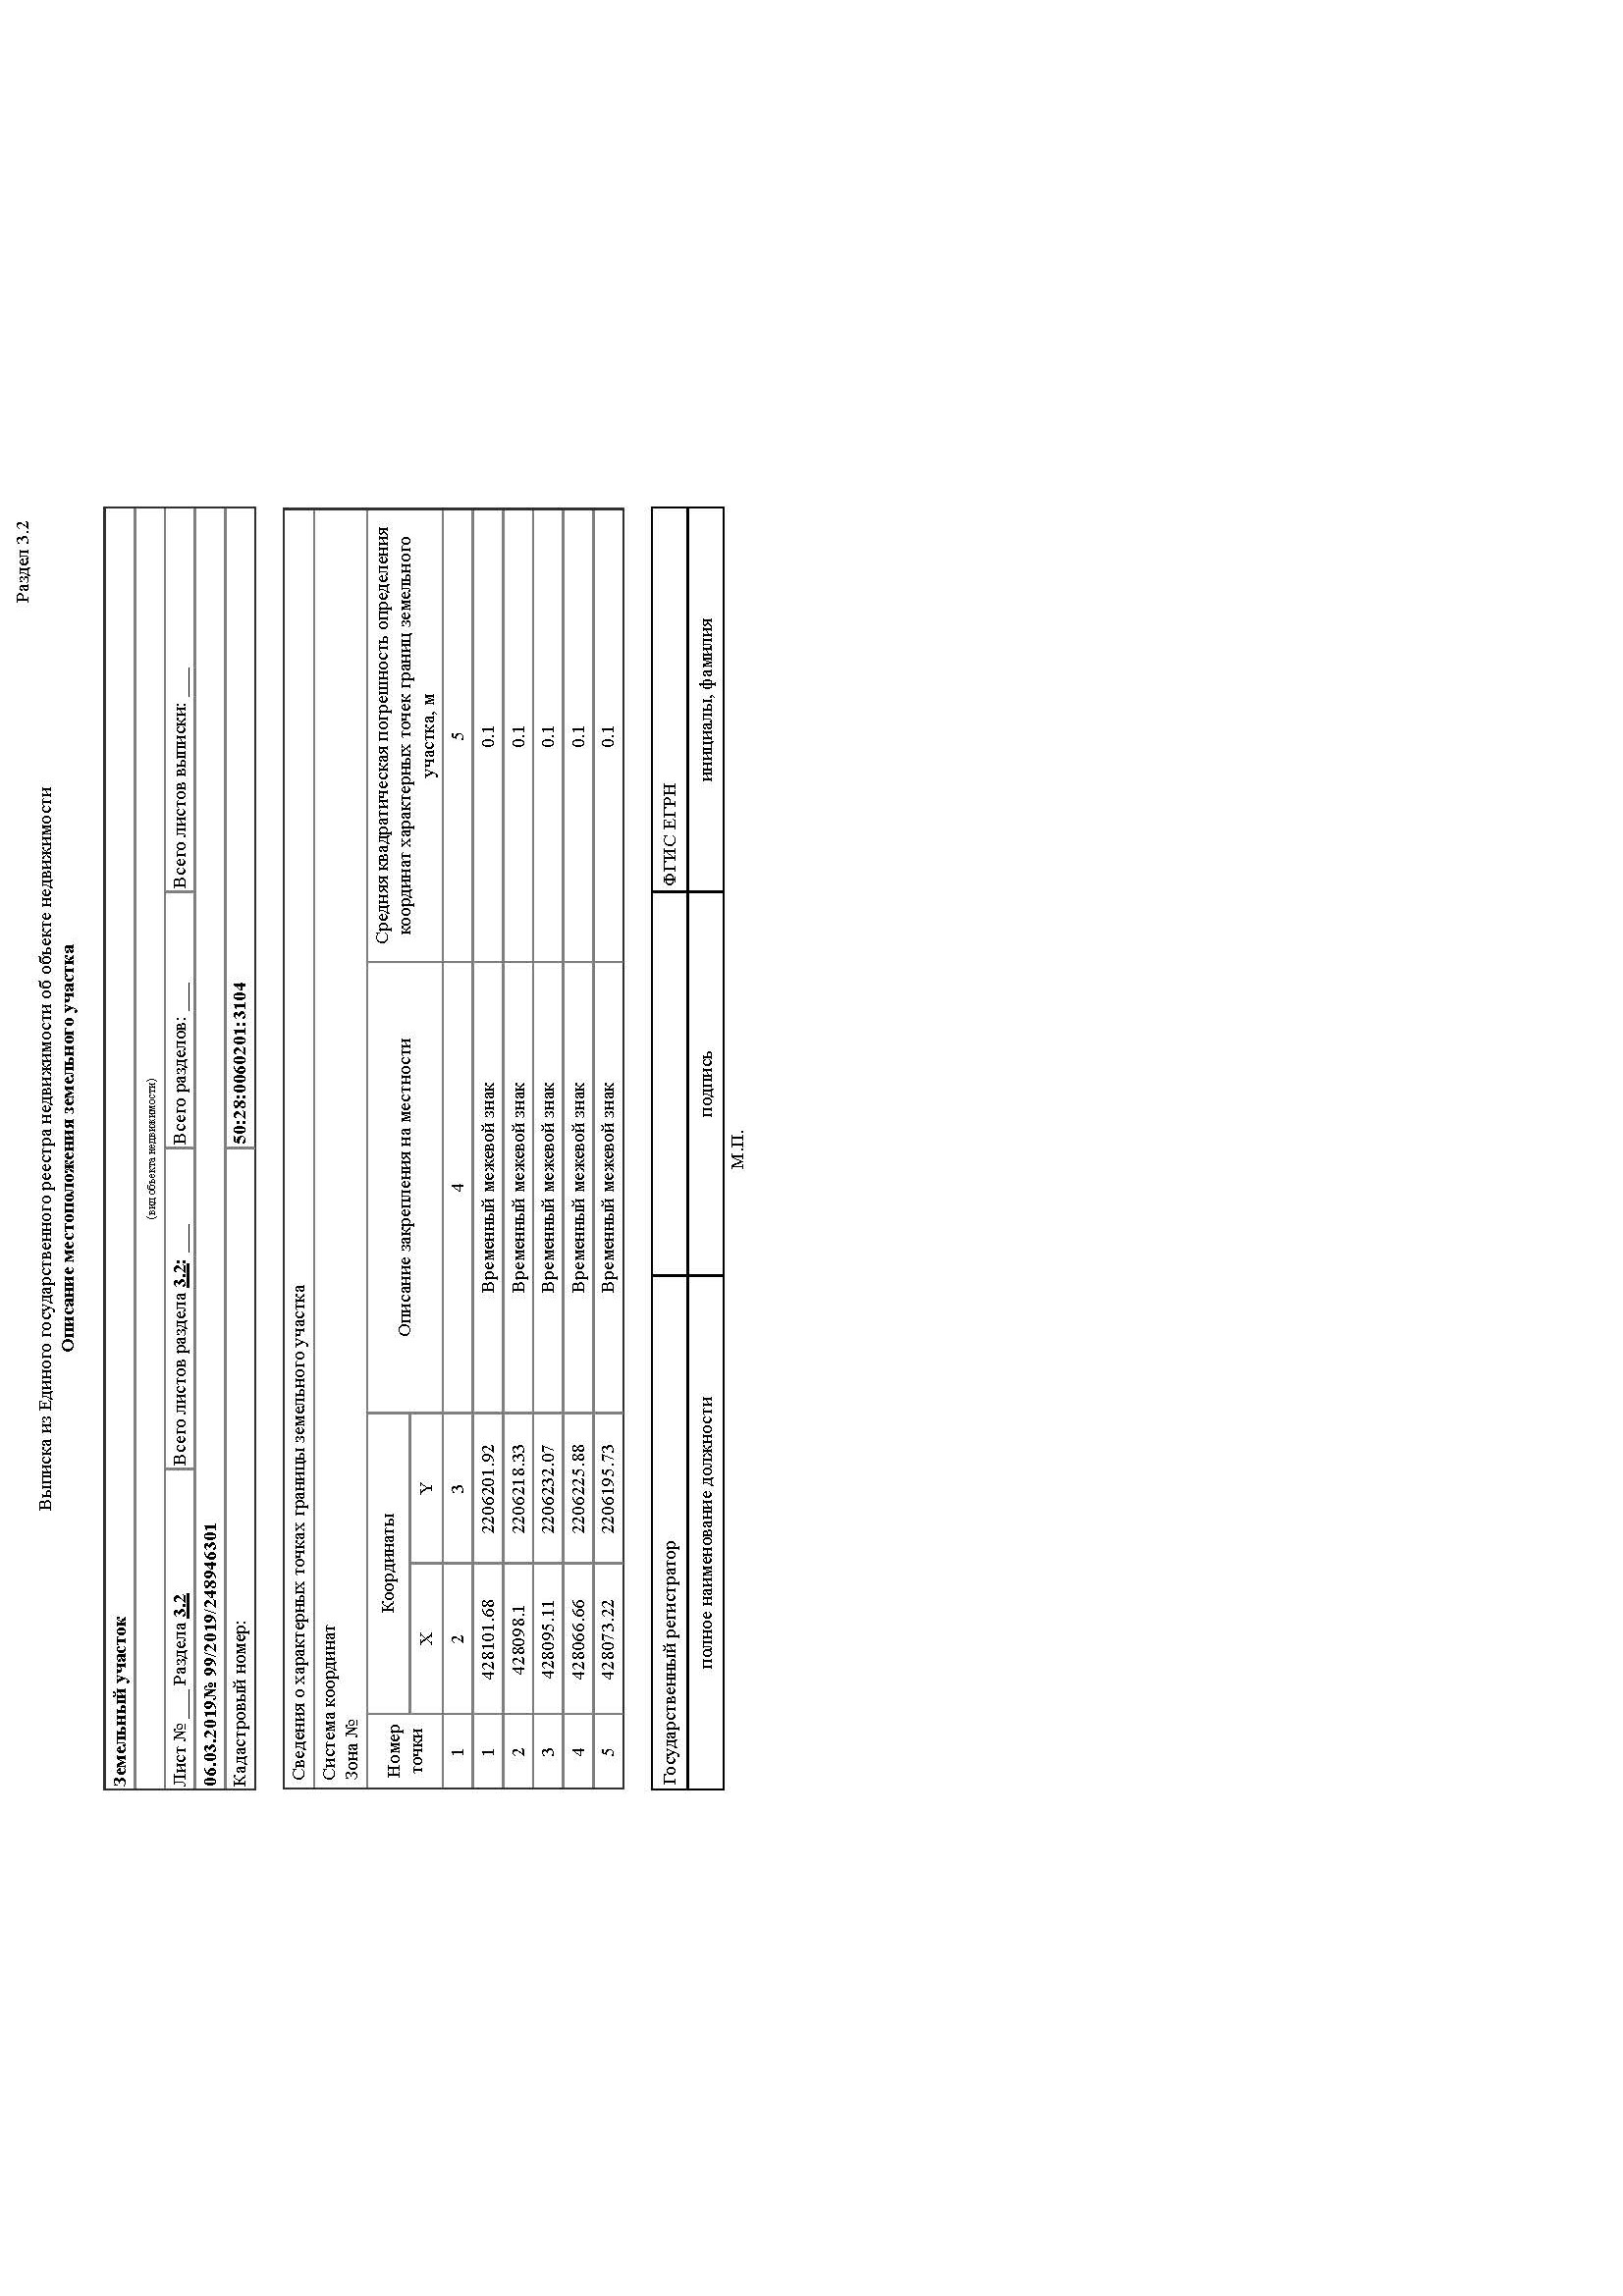 Раздел 3.2
Выписка из Единого государственного реестра недвижимости об объекте недвижимости
Описание местоположения земельного участка
Земельный участок
(вид объекта недвижимости)
Лист № ___ Раздела 3.2 Всего листов раздела 3.2: ___ Всего разделов: ___ Всего листов выписки: ___
06.03.2019№ 99/2019/248946301
Кадастровый номер: 50:28:0060201:3104
Сведения о характерных точках границы земельного участка
Система координат
Зона №
Номер точки Координаты Описание закрепления на местности Средняя квадратическая погрешность определения координат характерных точек границ земельного участка, м
X Y
1 2 3 4 5
1 428101.68 2206201.92 Временный межевой знак 0.1
2 428098.1 2206218.33 Временный межевой знак 0.1
3 428095.11 2206232.07 Временный межевой знак 0.1
4 428066.66 2206225.88 Временный межевой знак 0.1
5 428073.22 2206195.73 Временный межевой знак 0.1
Государственный регистратор ФГИС ЕГРН
полное наименование должности подпись инициалы, фамилия
М.П.